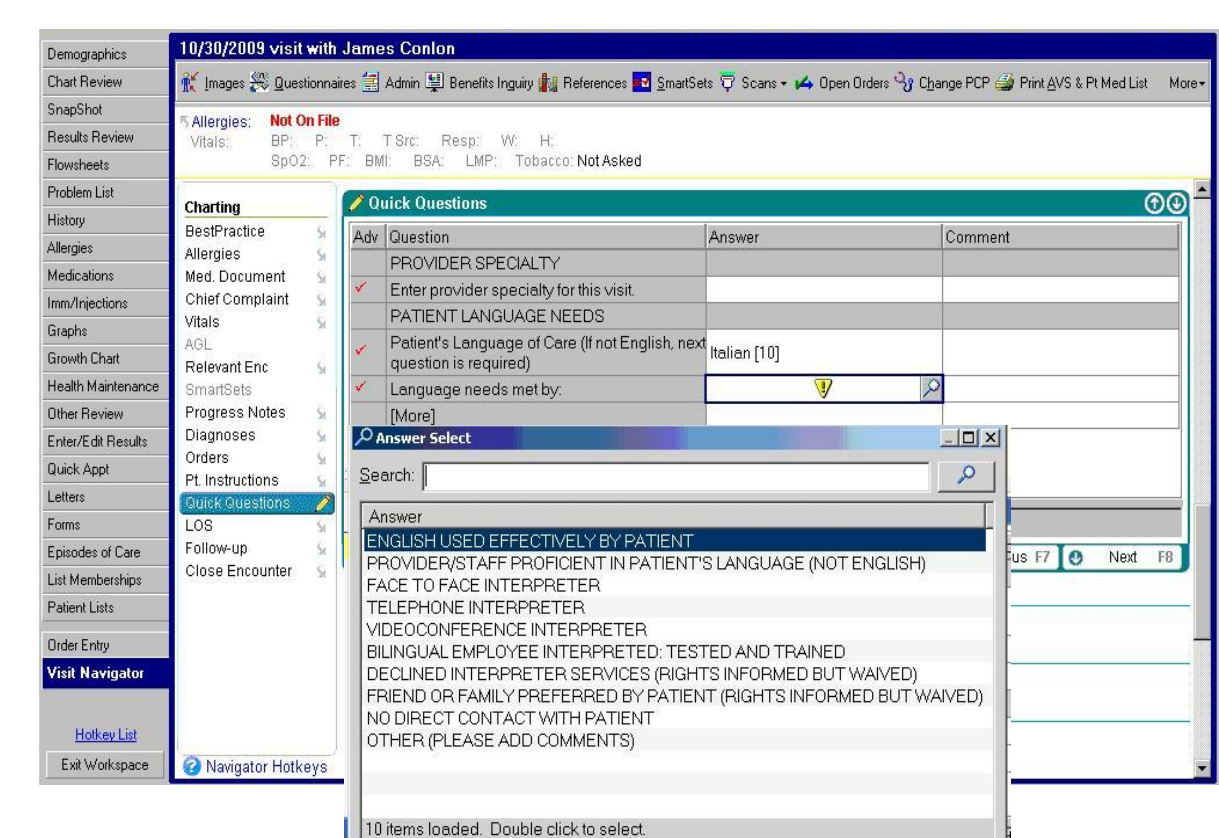 Demographics
Chart Review
SnapShot
Results Review
Flowsheets
Problem List
History
Allergies
Medications
Imm/Injections
Graphs
Growth Chart
Health Maintenance
Other Review
Enter/Edit Results
Quick Appt
Letters
Forms
Episodes of Care
List Memberships
Patient Lists
Order Entry
Visit Navigator
Hotkey List
Exit Workspace
10/30/2009 visit with James Conlon
Images Questionnaires Admin Benefits Inguiry References SmartSets Scans Open Orders Change PCP Print AVS & Pt Med List More
Allergies: Not On File
Vitals: BP: P: T: T Src: Resp: W: H:
SpO2: PF: BMI: BSA: LMP: Tobacco: Not Asked
Charting
BestPractice
Allergies
Med. Document
Chief Complaint
Vitals
AGL
Relevant Enc
SmartSets
Progress Notes
Diagnoses
Orders
Pt. Instructions
Quick Questions
LOS
Follow-up
Close Encounter
Navigator Hotkeys
Quick Questions
Adv Question Answer Comment
PROVIDER SPECIALTY
Enter provider specialty for this visit.
PATIENT LANGUAGE NEEDS
Patient's Language of Care (If not English, next
question is required) Italian [10]
Language needs met by:
[More]
Answer Select
Search:
Answer
ENGLISH USED EFFECTIVELY BY PATIENT
PROVIDER/STAFF PROFICIENT IN PATIENT'S LANGUAGE (NOT ENGLISH)
FACE TO FACE INTERPRETER
TELEPHONE INTERPRETER
VIDEOCONFERENCE INTERPRETER
BILINGUAL EMPLOYEE INTERPRETED: TESTED AND TRAINED
DECLINED INTERPRETER SERVICES (RIGHTS INFORMED BUT WAIVED)
FRIEND OR FAMILY PREFERRED BY PATIENT (RIGHTS INFORMED BUT WAIVED)
NO DIRECT CONTACT WITH PATIENT
OTHER (PLEASE ADD COMMENTS)
10 items loaded. Double click to select.
us F7 Next F8